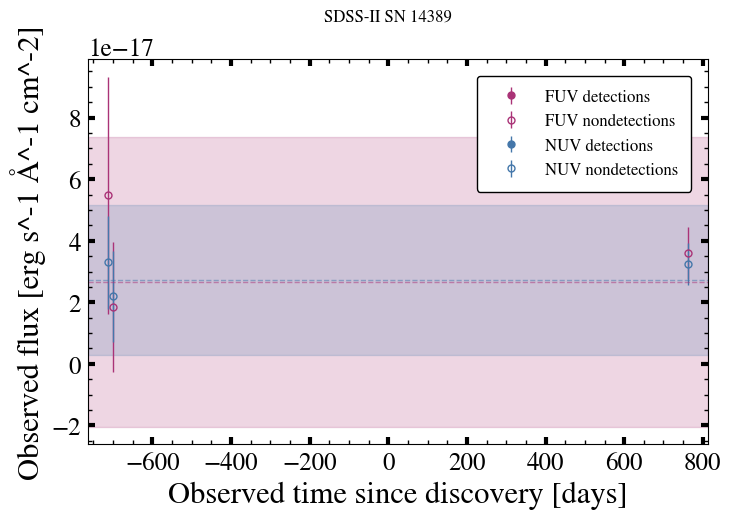 SDSS-II SN 14389
1e−17
Observed flux [erg s^-1 Å^-1 cm^-2]
8
6
4
2
0
−2
FUV detections
FUV nondetections
NUV detections
NUV nondetections
−600 −400 −200 0 200 400 600 800
Observed time since discovery [days]